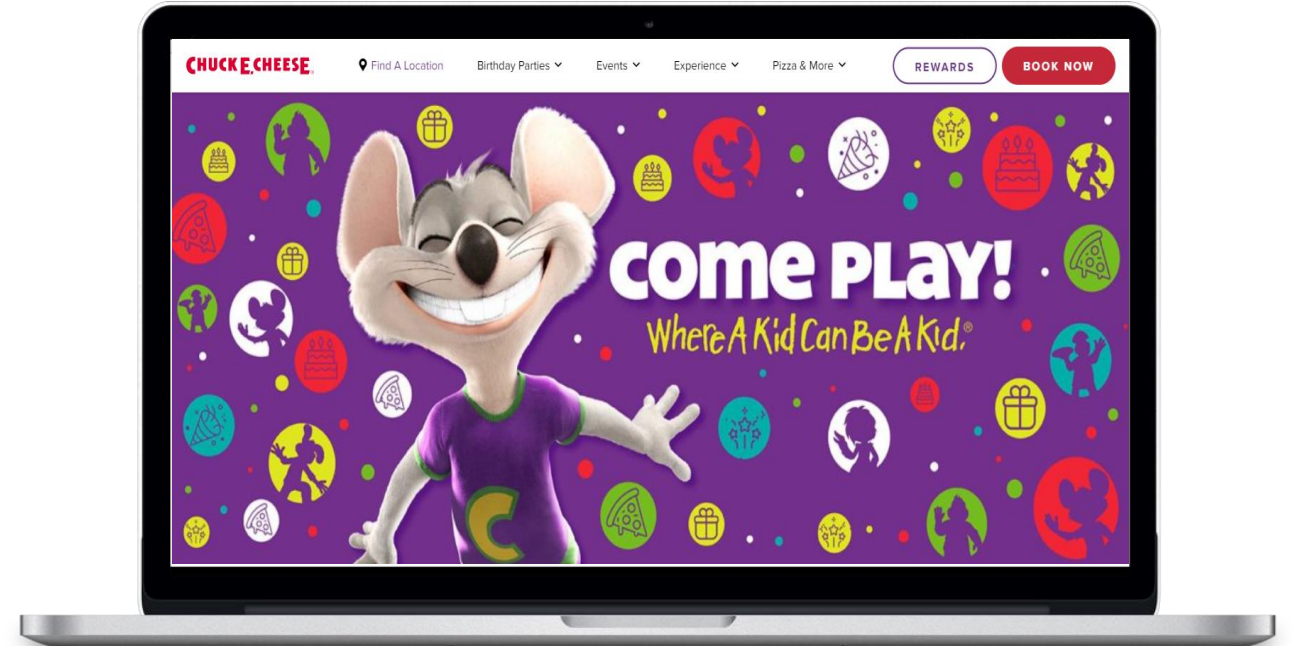 CHUCK E. CHEESE.
Find A Location
Birthday Parties
Events
Experience
Pizza & More
REWARDS
BOOK NOW
COME PLAY!
Where A Kid Can Be A Kid.®
C